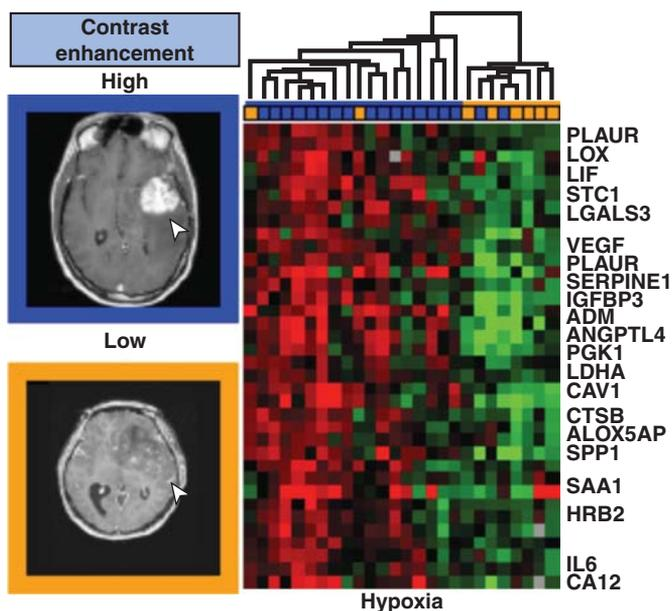 Contrast
enhancement
High
Low
PLAUR
LOX
LIF
STC1
LGALS3
VEGF
PLAUR
SERPINE1
IGFBP3
ADM
ANGPTL4
PGK1
LDHA
CAV1
CTSB
ALOX5AP
SPP1
SAA1
HRB2
IL6
CA12
Hypoxia